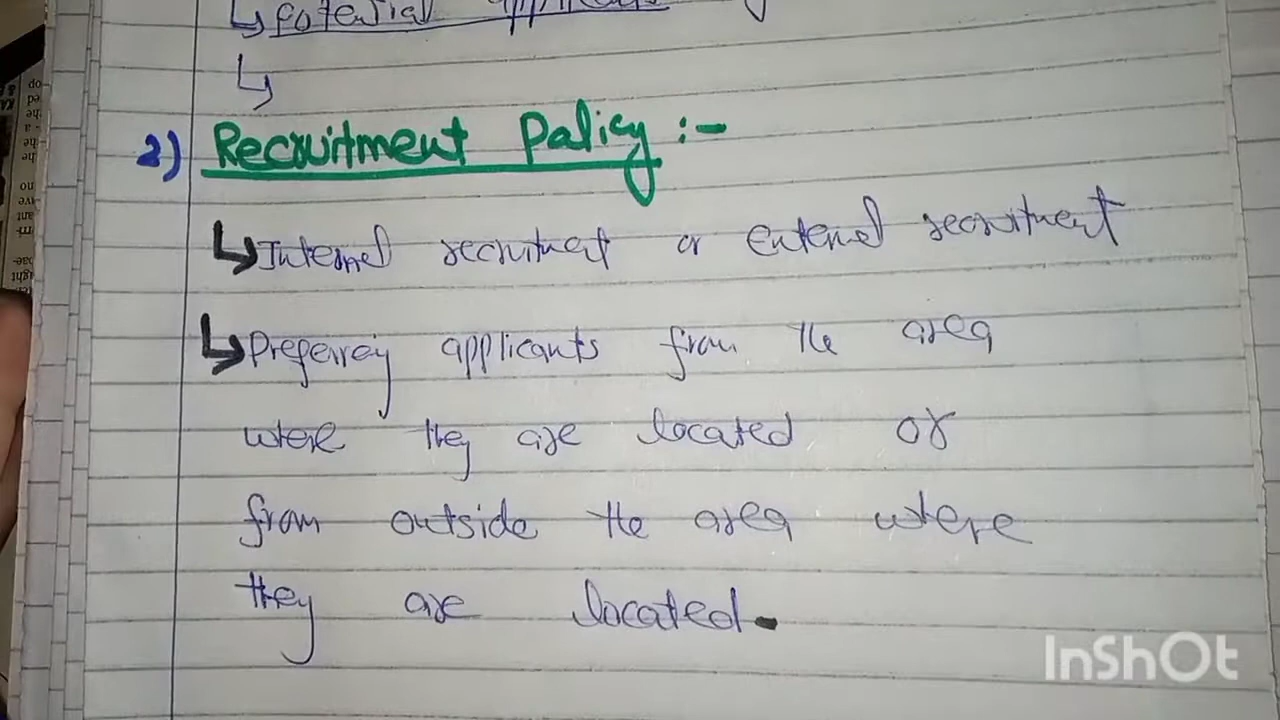 ↳ potential
↳
2) Recruitment Policy :-
↳ Internal recruitment or external recruitment
↳ Preferring applicants from the area
where they are located or
from outside the area where
they are located.
InShOt